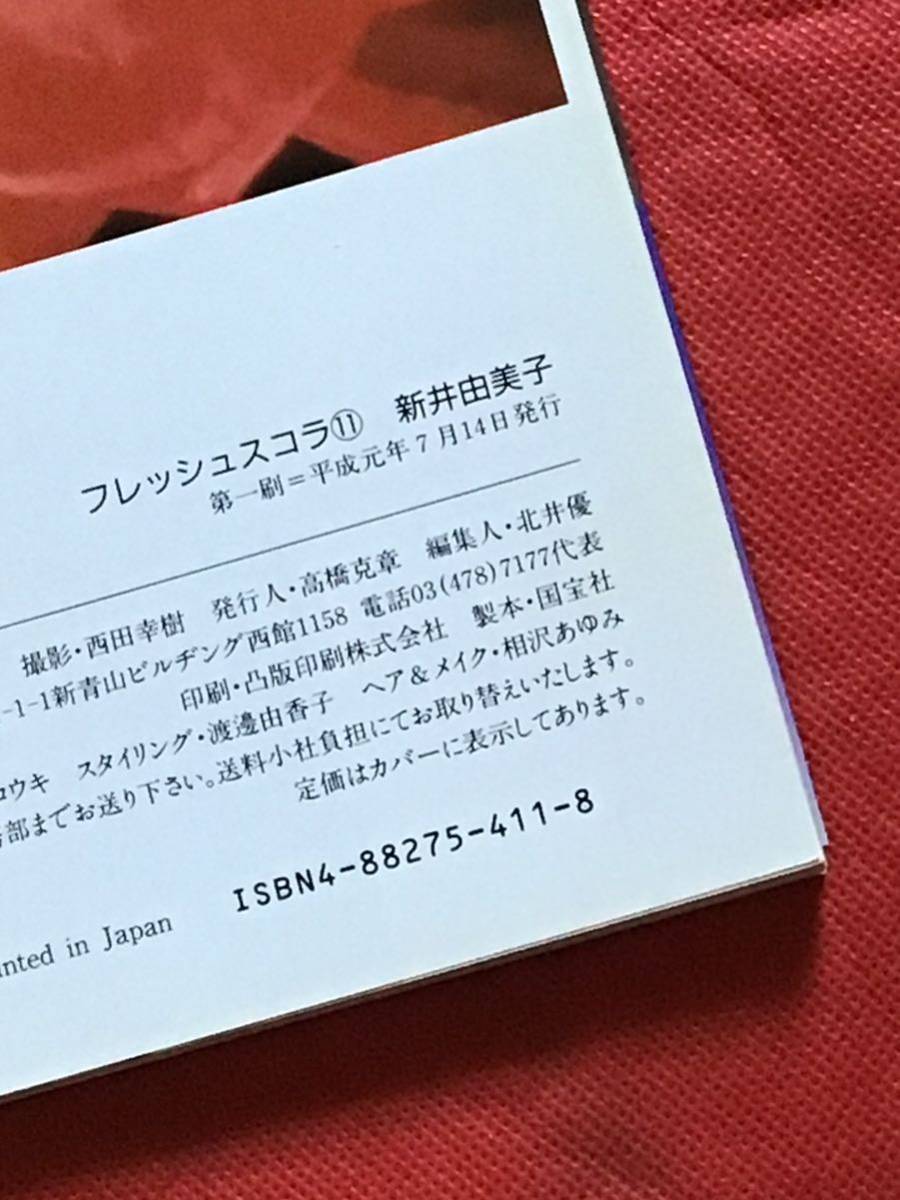 フレッシュスコラ⑪　新井由美子
第一刷＝平成元年7月14日発行
撮影・西田幸樹　発行人・高橋克章　編集人・北井優
-1-1新青山ビルヂング西館1158 電話03(478)7177代表
印刷・凸版印刷株式会社　製本・国宝社
コウキ　スタイリング・渡邊由香子　ヘア＆メイク・相沢あゆみ
部までお送り下さい。送料小社負担にてお取り替えいたします。
定価はカバーに表示してあります。
ISBN4-88275-411-8
inted in Japan